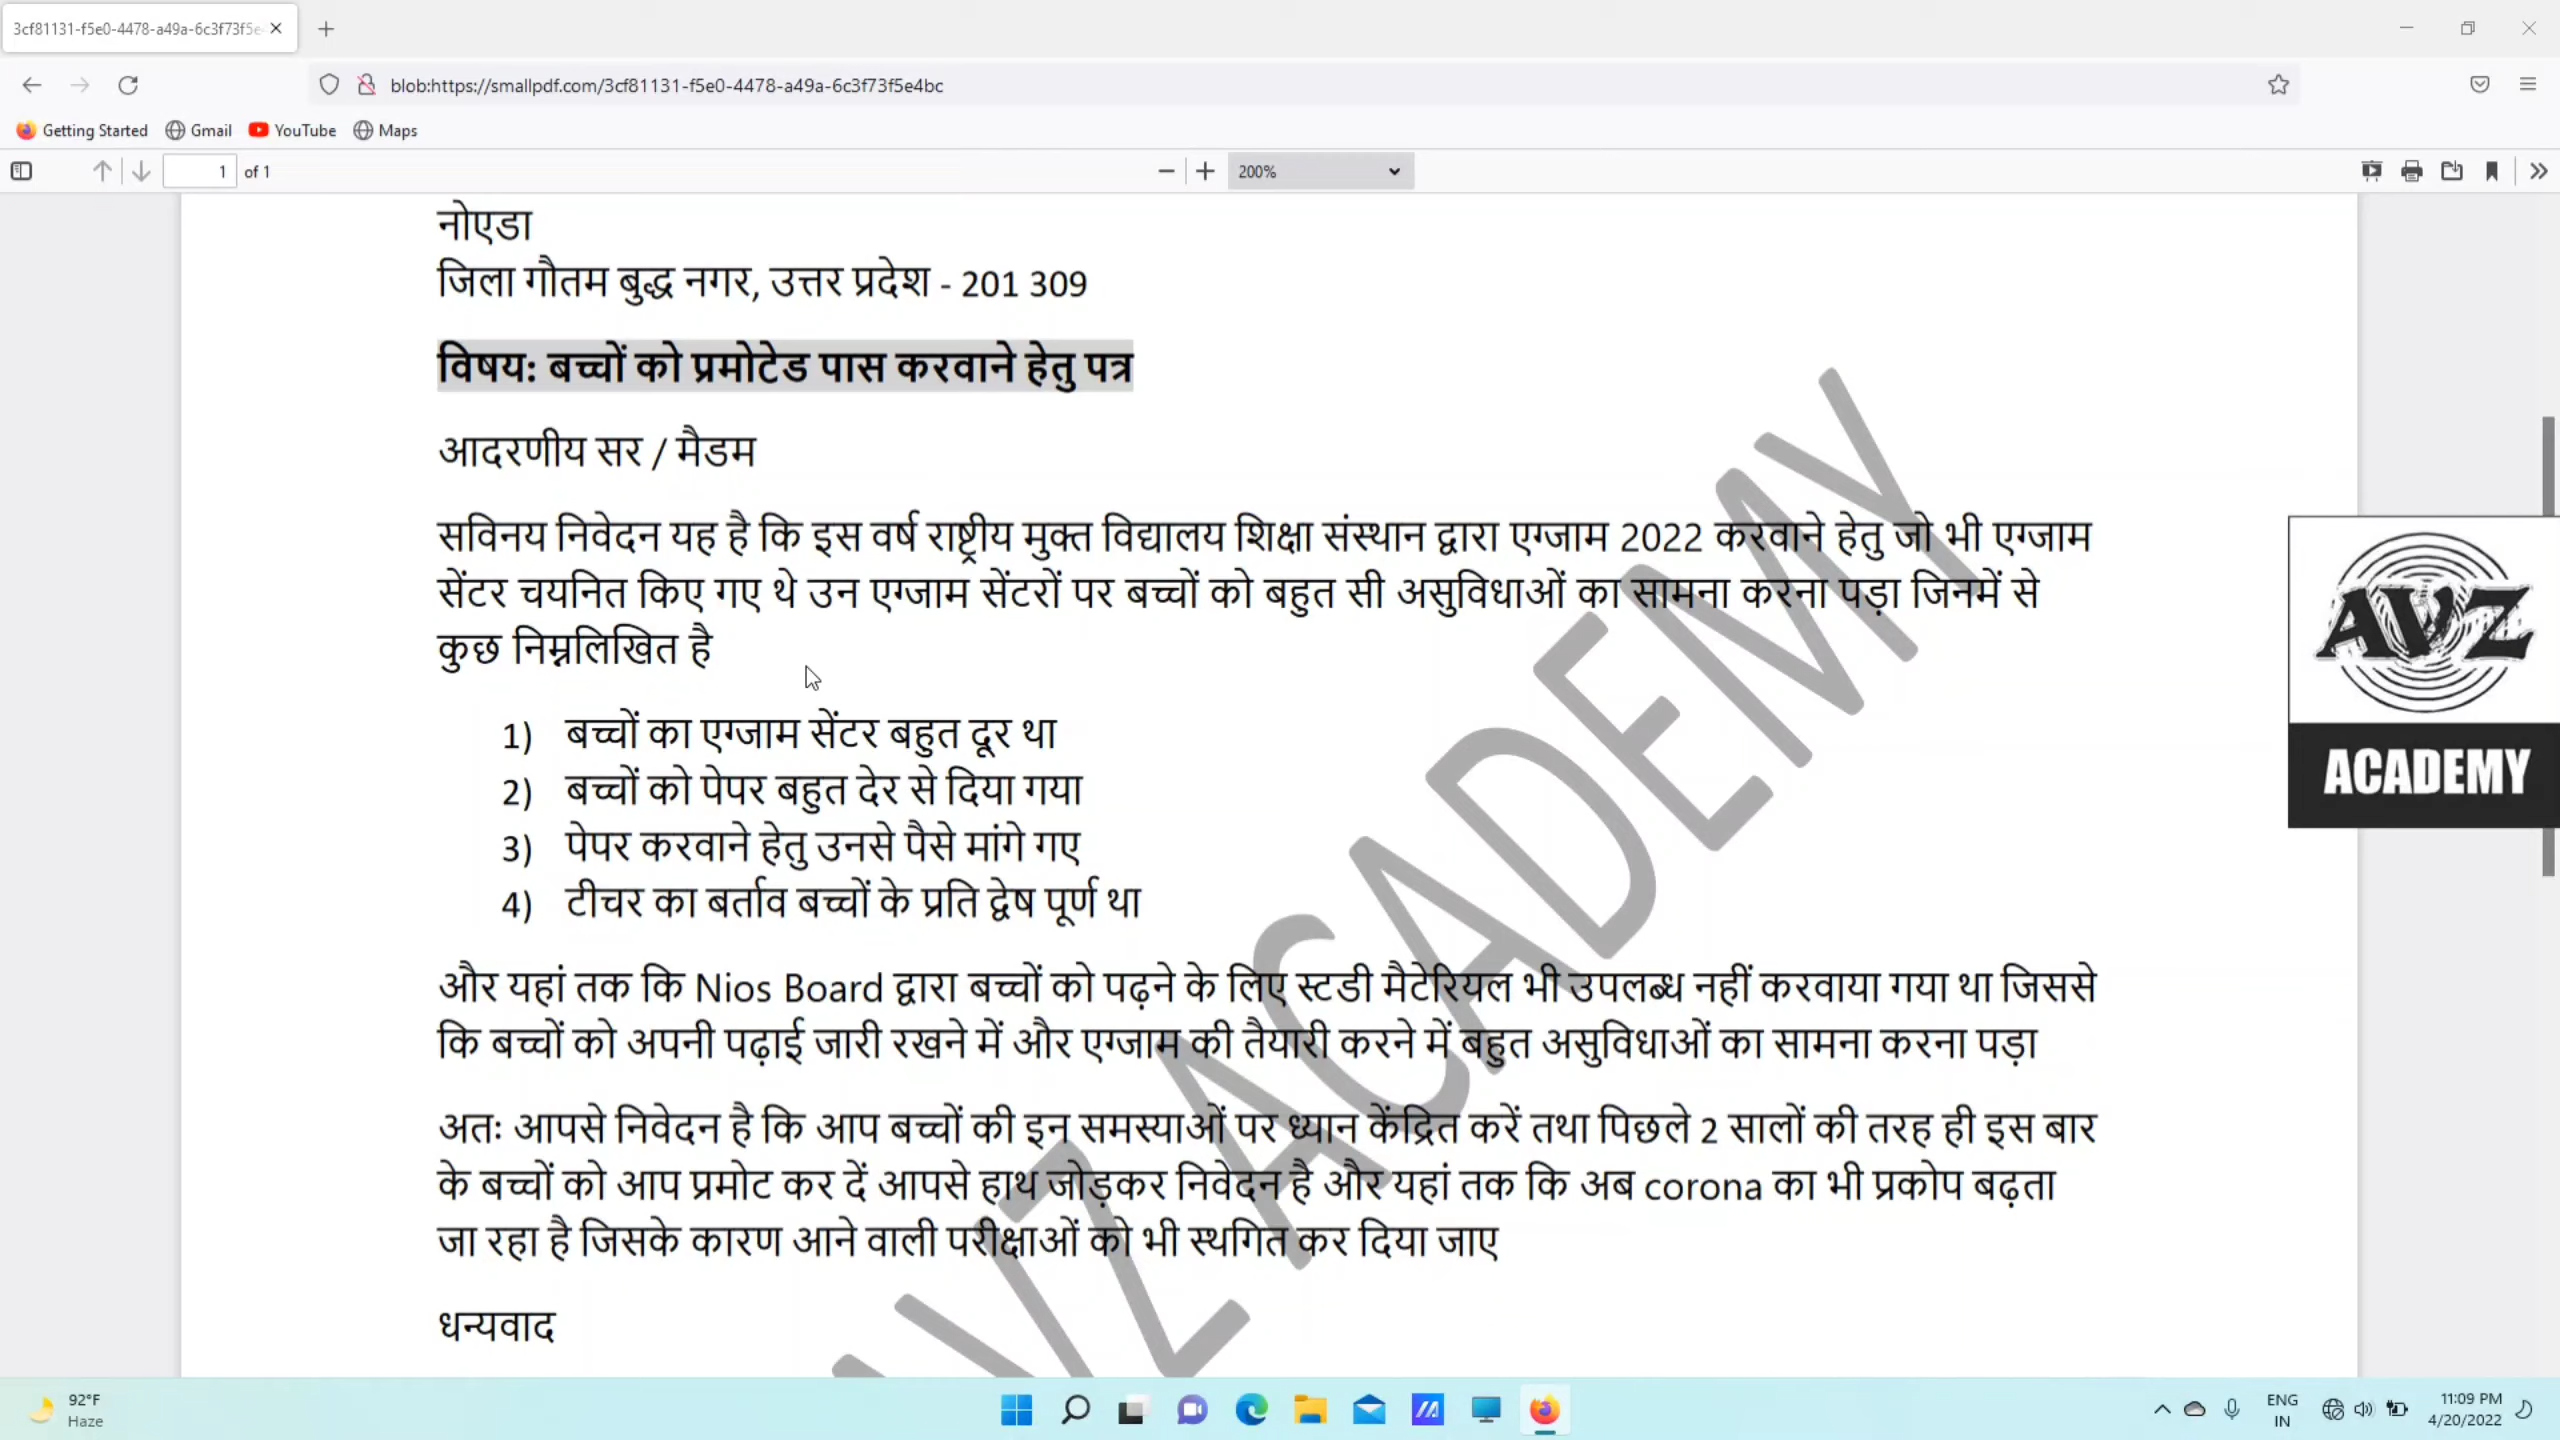 3cf81131-f5e0-4478-a49a-6c3f73f5e
blob:https://smallpdf.com/3cf81131-f5e0-4478-a49a-6c3f73f5e4bc
Getting Started Gmail YouTube Maps
1 of 1 200%
नोएडा
जिला गौतम बुद्ध नगर, उत्तर प्रदेश - 201 309
विषय: बच्चों को प्रमोटेड पास करवाने हेतु पत्र
आदरणीय सर / मैडम
सविनय निवेदन यह है कि इस वर्ष राष्ट्रीय मुक्त विद्यालय शिक्षा संस्थान द्वारा एग्जाम 2022 करवाने हेतु जो भी एग्जाम
सेंटर चयनित किए गए थे उन एग्जाम सेंटरों पर बच्चों को बहुत सी असुविधाओं का सामना करना पड़ा जिनमें से
कुछ निम्नलिखित है
1) बच्चों का एग्जाम सेंटर बहुत दूर था
2) बच्चों को पेपर बहुत देर से दिया गया
3) पेपर करवाने हेतु उनसे पैसे मांगे गए
4) टीचर का बर्ताव बच्चों के प्रति द्वेष पूर्ण था
और यहां तक कि Nios Board द्वारा बच्चों को पढ़ने के लिए स्टडी मैटेरियल भी उपलब्ध नहीं करवाया गया था जिससे
कि बच्चों को अपनी पढ़ाई जारी रखने में और एग्जाम की तैयारी करने में बहुत असुविधाओं का सामना करना पड़ा
अतः आपसे निवेदन है कि आप बच्चों की इन समस्याओं पर ध्यान केंद्रित करें तथा पिछले 2 सालों की तरह ही इस बार
के बच्चों को आप प्रमोट कर दें आपसे हाथ जोड़कर निवेदन है और यहां तक कि अब corona का भी प्रकोप बढ़ता
जा रहा है जिसके कारण आने वाली परीक्षाओं को भी स्थगित कर दिया जाए
धन्यवाद
AVZ ACADEMY
AVZ
ACADEMY
92°F
Haze
ENG
IN
11:09 PM
4/20/2022